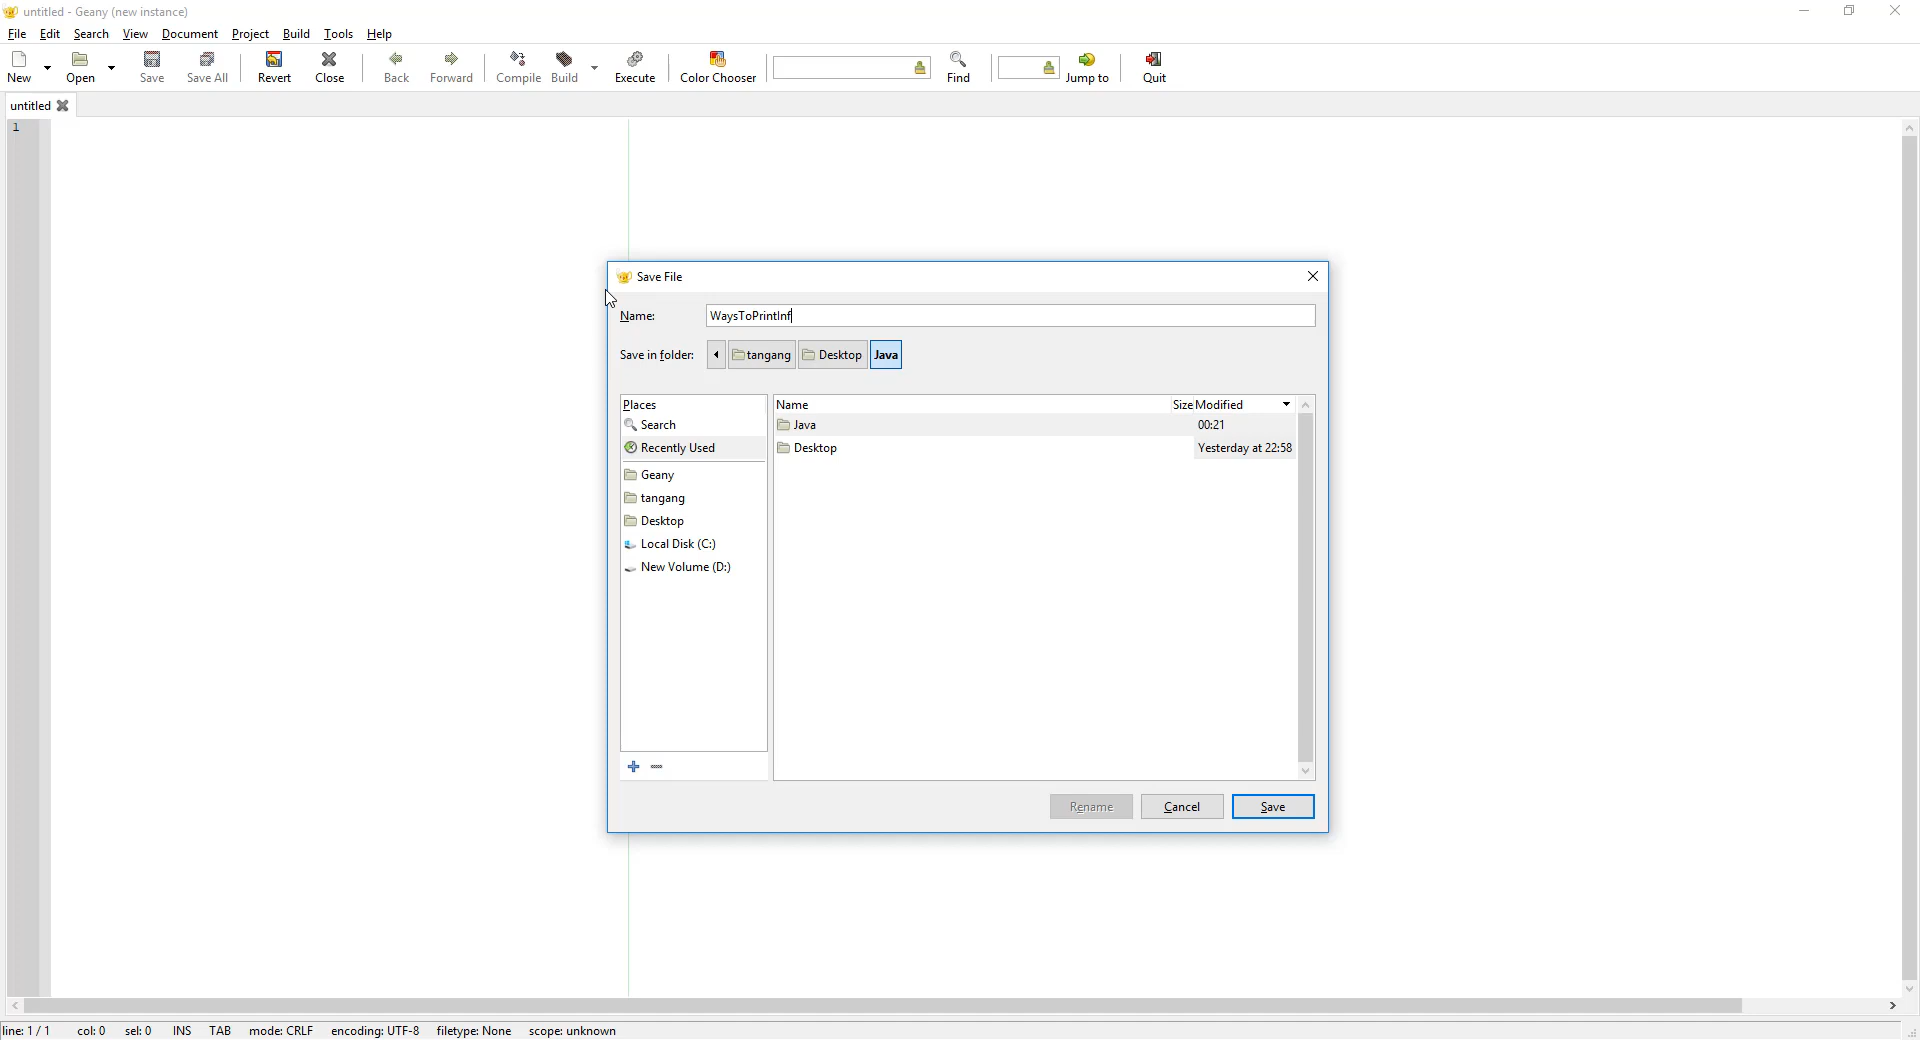 untitled - Geany (new instance)
File Edit Search View Document Project Build Tools Help
New Open Save Save All Revert Close Back Forward Compile Build Execute Color Chooser Find Jump to Quit
untitled
1
Save File
Name: WaysToPrintInf
Save in folder: tangang Desktop Java
Places
Search
Recently Used
Geany
tangang
Desktop
Local Disk (C:)
New Volume (D:)
Name Size Modified
Java 00:21
Desktop Yesterday at 22:58
Rename Cancel Save
line: 1 / 1 col: 0 sel: 0 INS TAB mode: CRLF encoding: UTF-8 filetype: None scope: unknown